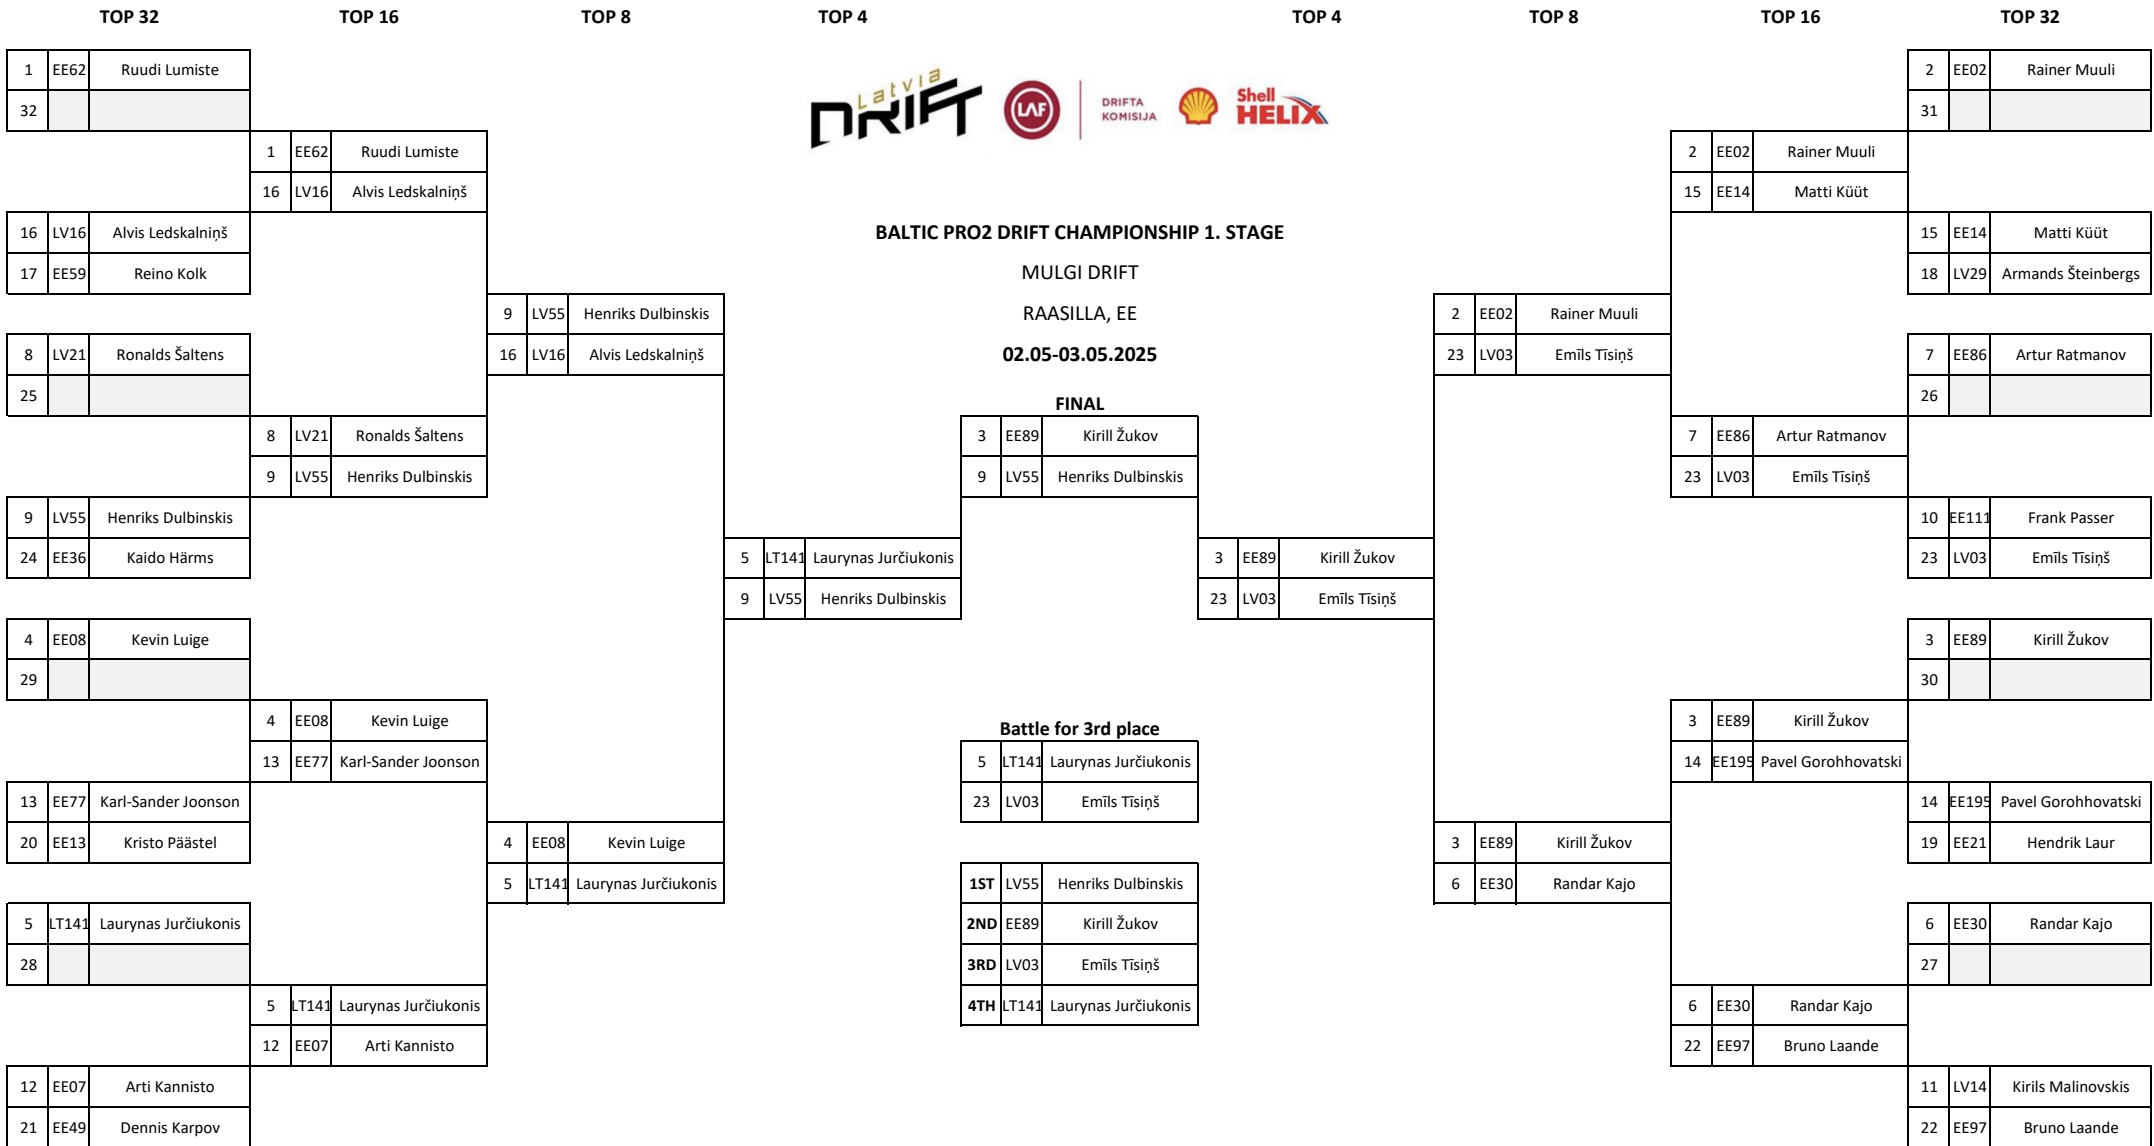 TOP 32 TOP 16 TOP 8 TOP 4 TOP 4 TOP 8 TOP 16 TOP 32
1 EE62 Ruudi Lumiste
32
1 EE62 Ruudi Lumiste
16 LV16 Alvis Ledskalniņš
16 LV16 Alvis Ledskalniņš
17 EE59 Reino Kolk
9 LV55 Henriks Dulbinskis
16 LV16 Alvis Ledskalniņš
8 LV21 Ronalds Šaltens
25
8 LV21 Ronalds Šaltens
9 LV55 Henriks Dulbinskis
9 LV55 Henriks Dulbinskis
24 EE36 Kaido Härms
5 LT141 Laurynas Jurčiukonis
9 LV55 Henriks Dulbinskis
4 EE08 Kevin Luige
29
4 EE08 Kevin Luige
13 EE77 Karl-Sander Joonson
13 EE77 Karl-Sander Joonson
20 EE13 Kristo Päästel
4 EE08 Kevin Luige
5 LT141 Laurynas Jurčiukonis
5 LT141 Laurynas Jurčiukonis
28
5 LT141 Laurynas Jurčiukonis
12 EE07 Arti Kannisto
12 EE07 Arti Kannisto
21 EE49 Dennis Karpov
Latvia
DRIFT
LAF
DRIFTA
KOMISIJA
Shell
HELIX
BALTIC PRO2 DRIFT CHAMPIONSHIP 1. STAGE
MULGI DRIFT
RAASILLA, EE
02.05-03.05.2025
FINAL
3 EE89 Kirill Žukov
9 LV55 Henriks Dulbinskis
Battle for 3rd place
5 LT141 Laurynas Jurčiukonis
23 LV03 Emīls Tīsiņš
1ST LV55 Henriks Dulbinskis
2ND EE89 Kirill Žukov
3RD LV03 Emīls Tīsiņš
4TH LT141 Laurynas Jurčiukonis
3 EE89 Kirill Žukov
23 LV03 Emīls Tīsiņš
2 EE02 Rainer Muuli
23 LV03 Emīls Tīsiņš
3 EE89 Kirill Žukov
6 EE30 Randar Kajo
2 EE02 Rainer Muuli
15 EE14 Matti Küüt
7 EE86 Artur Ratmanov
23 LV03 Emīls Tīsiņš
3 EE89 Kirill Žukov
14 EE195 Pavel Gorohhovatski
6 EE30 Randar Kajo
22 EE97 Bruno Laande
2 EE02 Rainer Muuli
31
15 EE14 Matti Küüt
18 LV29 Armands Šteinbergs
7 EE86 Artur Ratmanov
26
10 EE111 Frank Passer
23 LV03 Emīls Tīsiņš
3 EE89 Kirill Žukov
30
14 EE195 Pavel Gorohhovatski
19 EE21 Hendrik Laur
6 EE30 Randar Kajo
27
11 LV14 Kirils Malinovskis
22 EE97 Bruno Laande